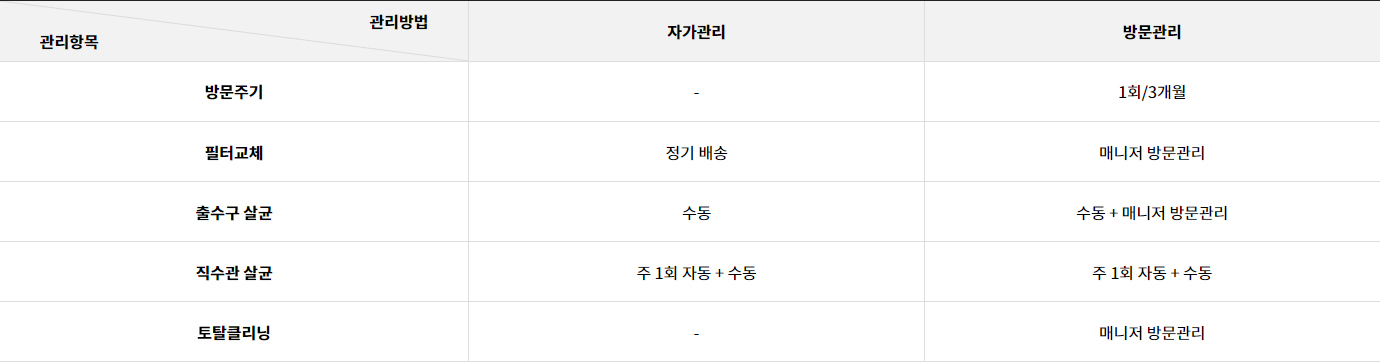 관리방법
관리항목
자가관리
방문관리
방문주기
-
1회/3개월
필터교체
정기 배송
매니저 방문관리
출수구 살균
수동
수동 + 매니저 방문관리
직수관 살균
주 1회 자동 + 수동
주 1회 자동 + 수동
토탈클리닝
-
매니저 방문관리